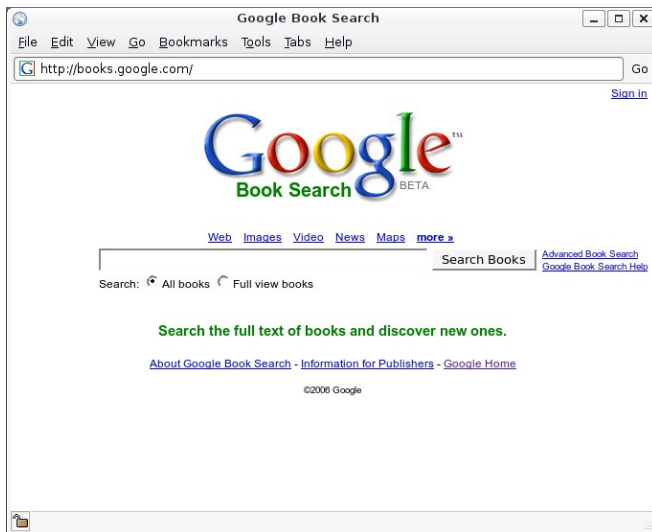 Google Book Search
File Edit View Go Bookmarks Tools Tabs Help
G http://books.google.com/ Go
Sign in
Google™
Book Search BETA
Web Images Video News Maps more »
Search Books Advanced Book Search
Google Book Search Help
Search: All books Full view books
Search the full text of books and discover new ones.
About Google Book Search - Information for Publishers - Google Home
©2006 Google